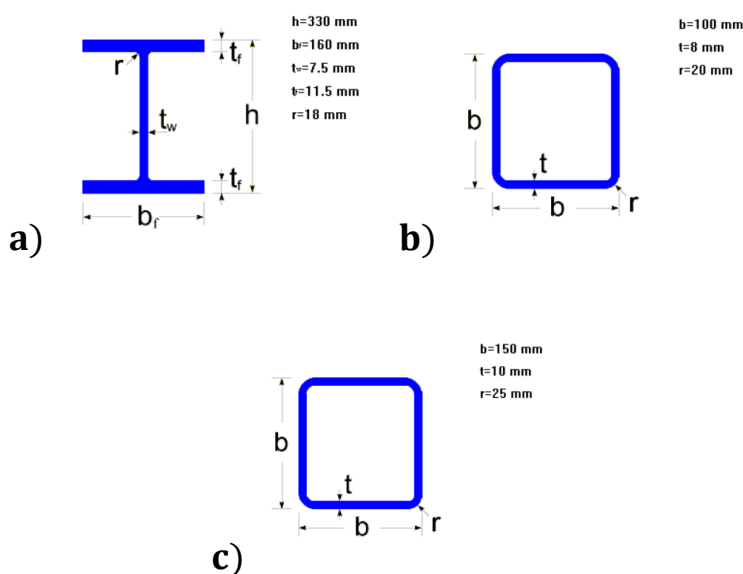 h=330 mm
bf=160 mm
tw=7.5 mm
tf=11.5 mm
r=18 mm
tf
r
tw
h
tf
bf
a)
b=100 mm
t=8 mm
r=20 mm
b
t
b
r
b)
b=150 mm
t=10 mm
r=25 mm
b
t
b
r
c)